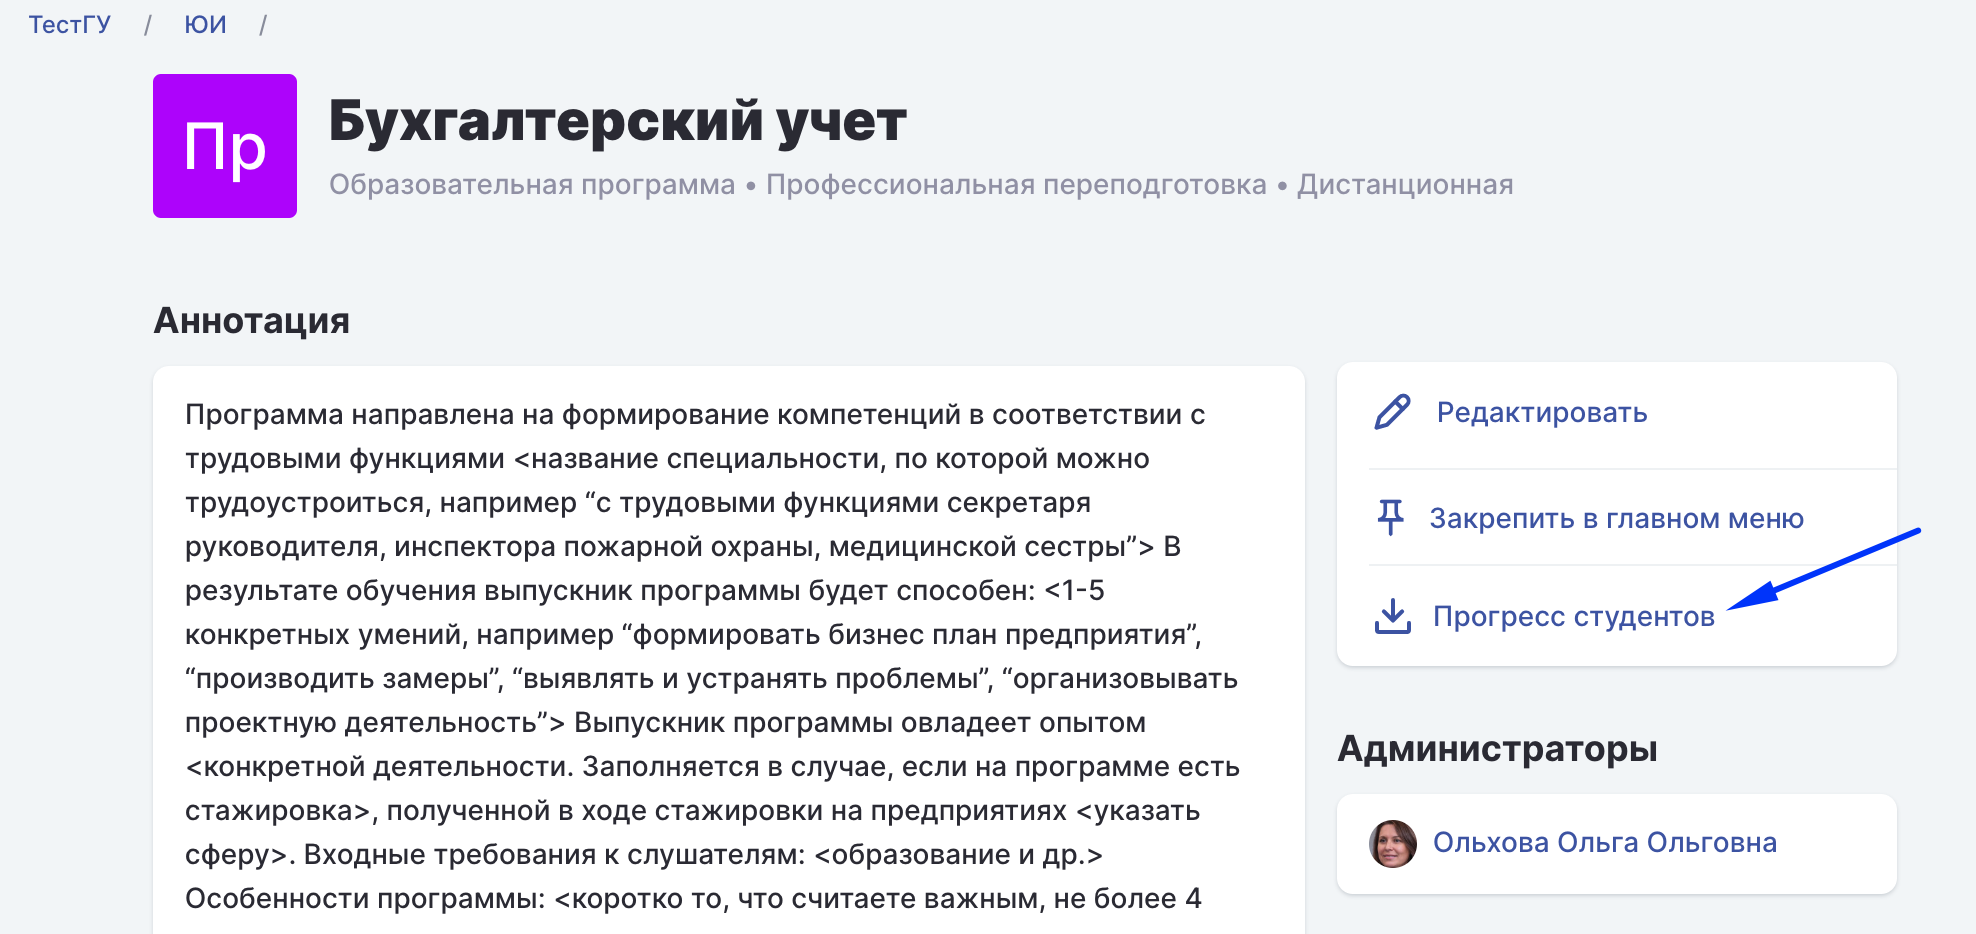 ТестГУ / ЮИ /
Пр
Бухгалтерский учет
Образовательная программа • Профессиональная переподготовка • Дистанционная
Аннотация
Программа направлена на формирование компетенций в соответствии с
трудовыми функциями <название специальности, по которой можно
трудоустроиться, например “с трудовыми функциями секретаря
руководителя, инспектора пожарной охраны, медицинской сестры”> В
результате обучения выпускник программы будет способен: <1-5
конкретных умений, например “формировать бизнес план предприятия”,
“производить замеры”, “выявлять и устранять проблемы”, “организовывать
проектную деятельность”> Выпускник программы овладеет опытом
<конкретной деятельности. Заполняется в случае, если на программе есть
стажировка>, полученной в ходе стажировки на предприятиях <указать
сферу>. Входные требования к слушателям: <образование и др.>
Особенности программы: <коротко то, что считаете важным, не более 4
Редактировать
Закрепить в главном меню
Прогресс студентов
Администраторы
Ольхова Ольга Ольговна